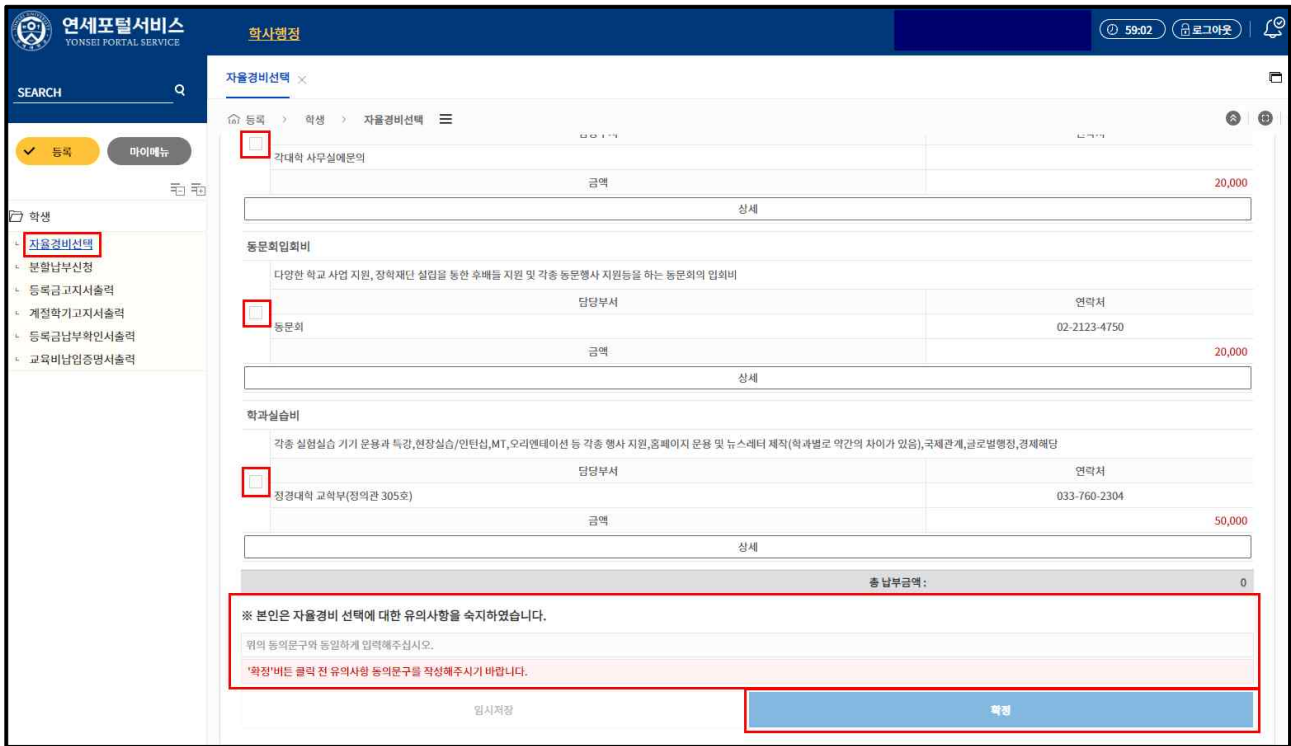 연세포털서비스
YONSEI PORTAL SERVICE
학사행정
59:02
로그아웃
SEARCH
자율경비선택
등록 > 학생 > 자율경비선택
등록
마이메뉴
학생
자율경비선택
분할납부신청
등록금고지서출력
계절학기고지서출력
등록금납부확인서출력
교육비납입증명서출력
각대학 사무실에문의
금액 20,000
상세
동문회입회비
다양한 학교 사업 지원, 장학재단 설립을 통한 후배들 지원 및 각종 동문행사 지원등을 하는 동문회의 입회비
담당부서 연락처
동문회 02-2123-4750
금액 20,000
상세
학과실습비
각종 실험실습 기기 운용과 특강,현장실습/인턴십,MT,오리엔테이션 등 각종 행사 지원,홈페이지 운용 및 뉴스레터 제작(학과별로 약간의 차이가 있음),국제관계,글로벌행정,경제해당
담당부서 연락처
정경대학 교학부(정의관 305호) 033-760-2304
금액 50,000
상세
총 납부금액 : 0
※ 본인은 자율경비 선택에 대한 유의사항을 숙지하였습니다.
위의 동의문구와 동일하게 입력해주십시오.
'확정'버튼 클릭 전 유의사항 동의문구를 작성해주시기 바랍니다.
임시저장
확정